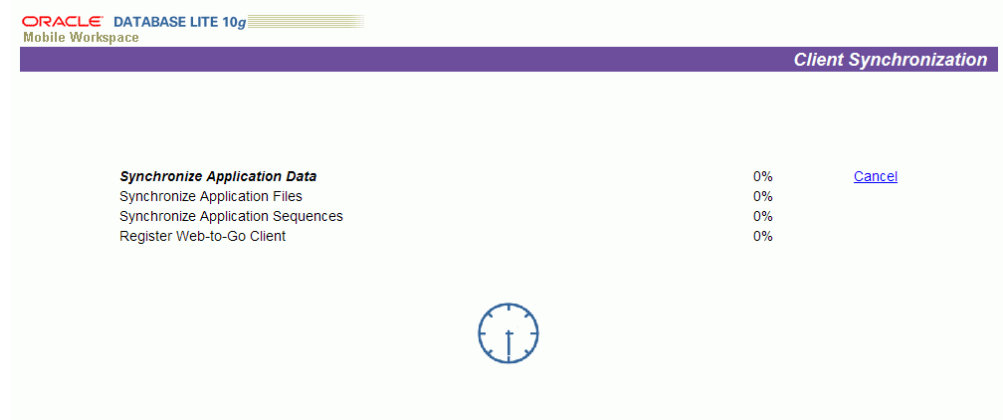 ORACLE DATABASE LITE 10g
Mobile Workspace
Client Synchronization
Synchronize Application Data 0% Cancel
Synchronize Application Files 0%
Synchronize Application Sequences 0%
Register Web-to-Go Client 0%